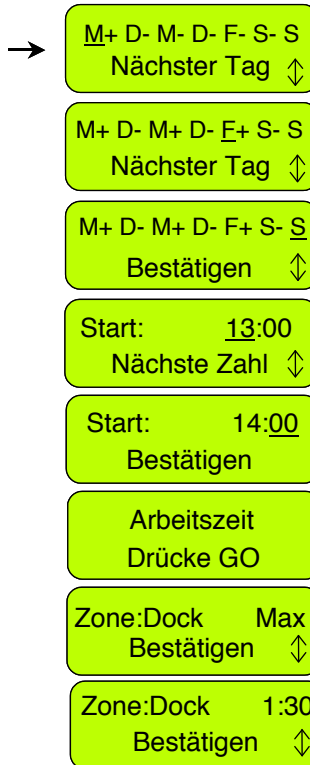 M+ D- M- D- F- S- S
Nächster Tag
M+ D- M+ D- F+ S- S
Nächster Tag
M+ D- M+ D- F+ S- S
Bestätigen
Start: 13:00
Nächste Zahl
Start: 14:00
Bestätigen
Arbeitszeit
Drücke GO
Zone:Dock Max
Bestätigen
Zone:Dock 1:30
Bestätigen